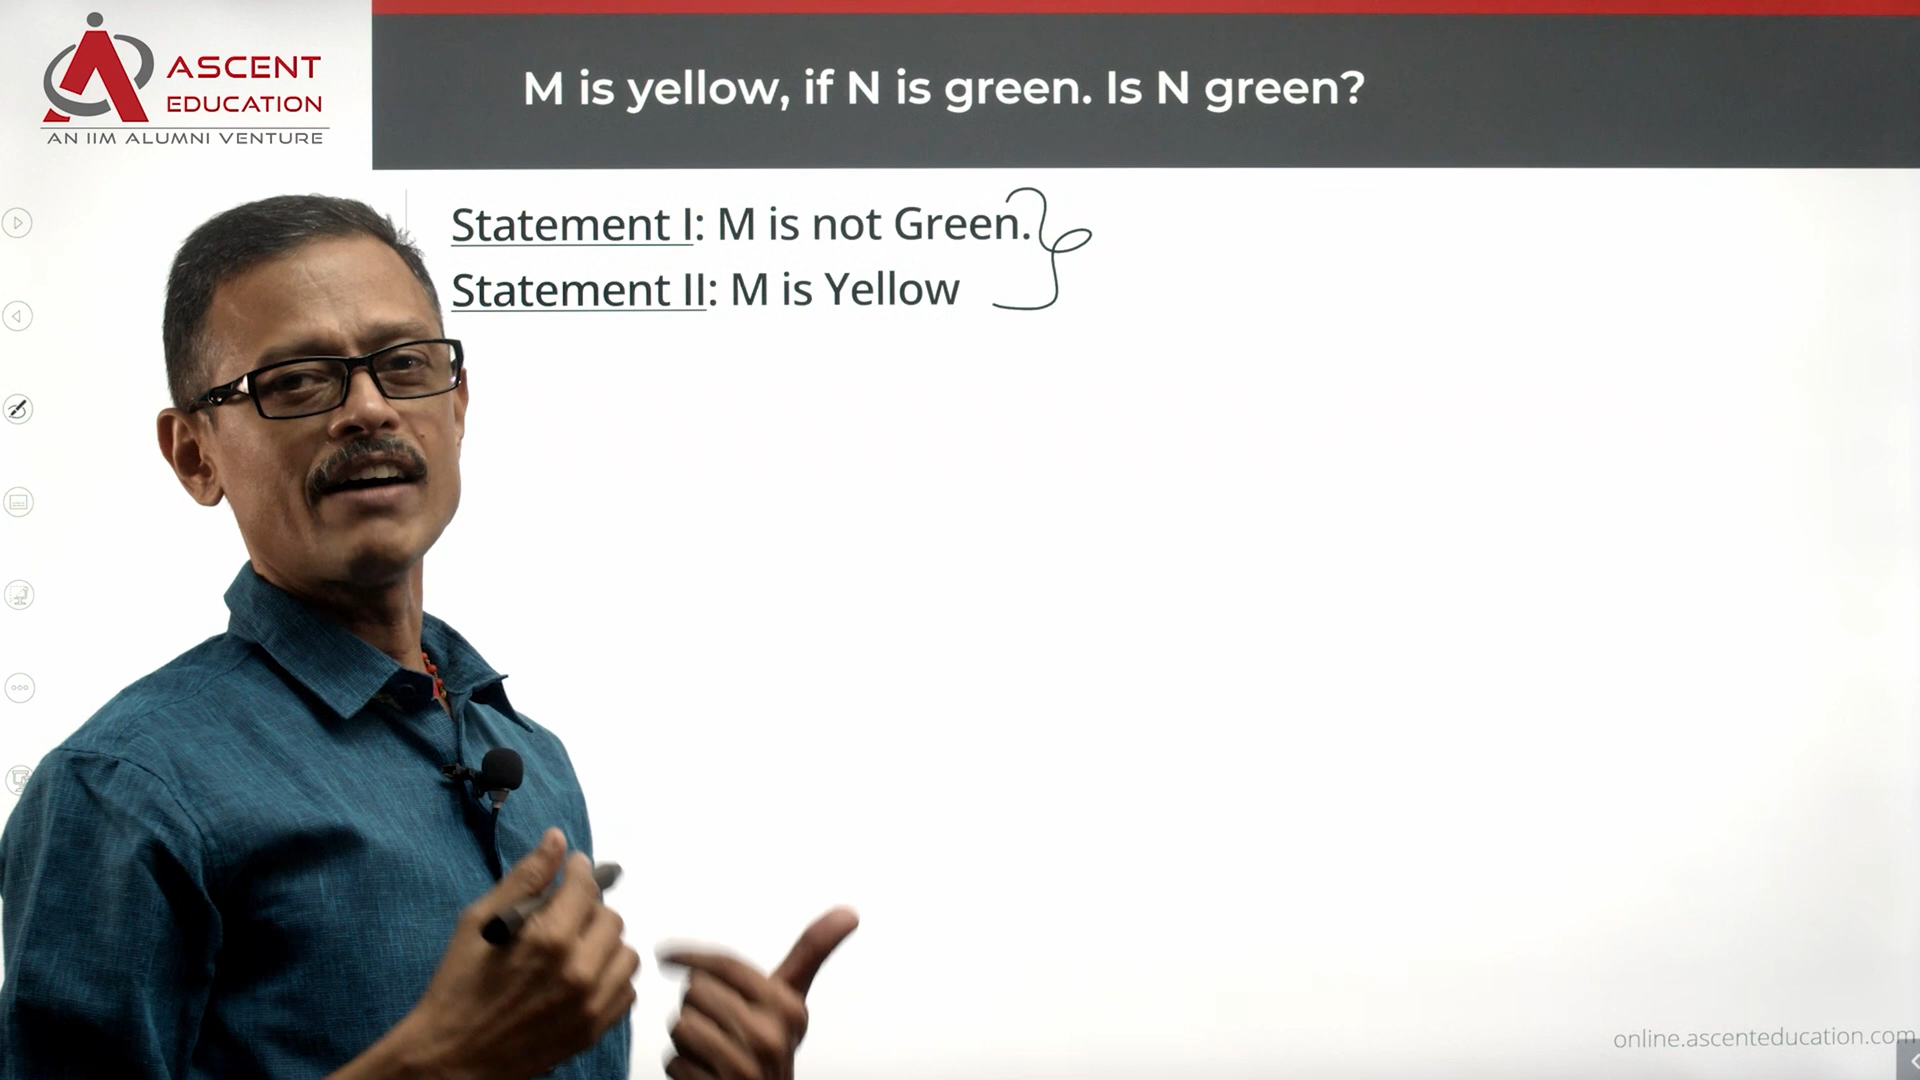 ASCENT
EDUCATION
AN IIM ALUMNI VENTURE
M is yellow, if N is green. Is N green?
Statement I: M is not Green.
Statement II: M is Yellow
online.ascenteducation.com